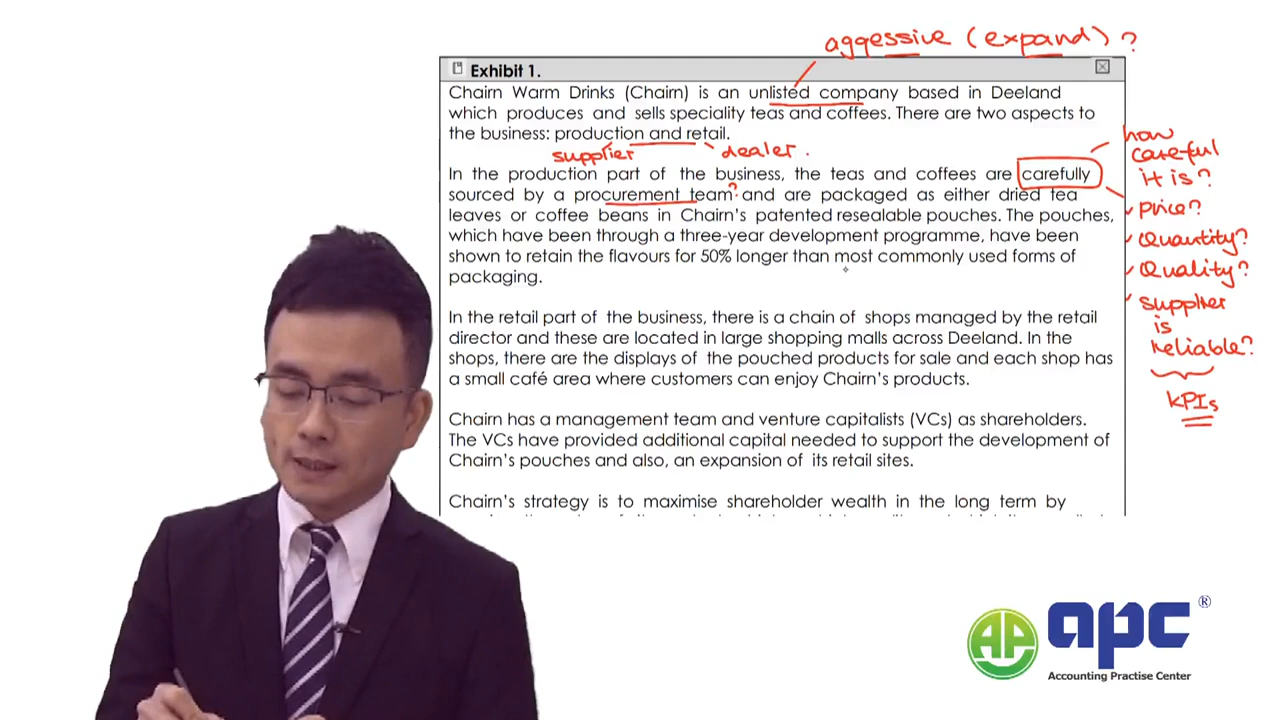 aggessive (expand) ?
Exhibit 1.
Chairn Warm Drinks (Chairn) is an unlisted company based in Deeland
which produces and sells speciality teas and coffees. There are two aspects to
the business: production and retail.
supplier dealer.
In the production part of the business, the teas and coffees are carefully
sourced by a procurement team? and are packaged as either dried tea
leaves or coffee beans in Chairn's patented resealable pouches. The pouches,
which have been through a three-year development programme, have been
shown to retain the flavours for 50% longer than most commonly used forms of
packaging.
how
careful
it is?
price?
Quantity?
Quality?
supplier
is
reliable?
KPIs
In the retail part of the business, there is a chain of shops managed by the retail
director and these are located in large shopping malls across Deeland. In the
shops, there are the displays of the pouched products for sale and each shop has
a small café area where customers can enjoy Chairn's products.
Chairn has a management team and venture capitalists (VCs) as shareholders.
The VCs have provided additional capital needed to support the development of
Chairn's pouches and also, an expansion of its retail sites.
Chairn's strategy is to maximise shareholder wealth in the long term by
AP apc ®
Accounting Practise Center